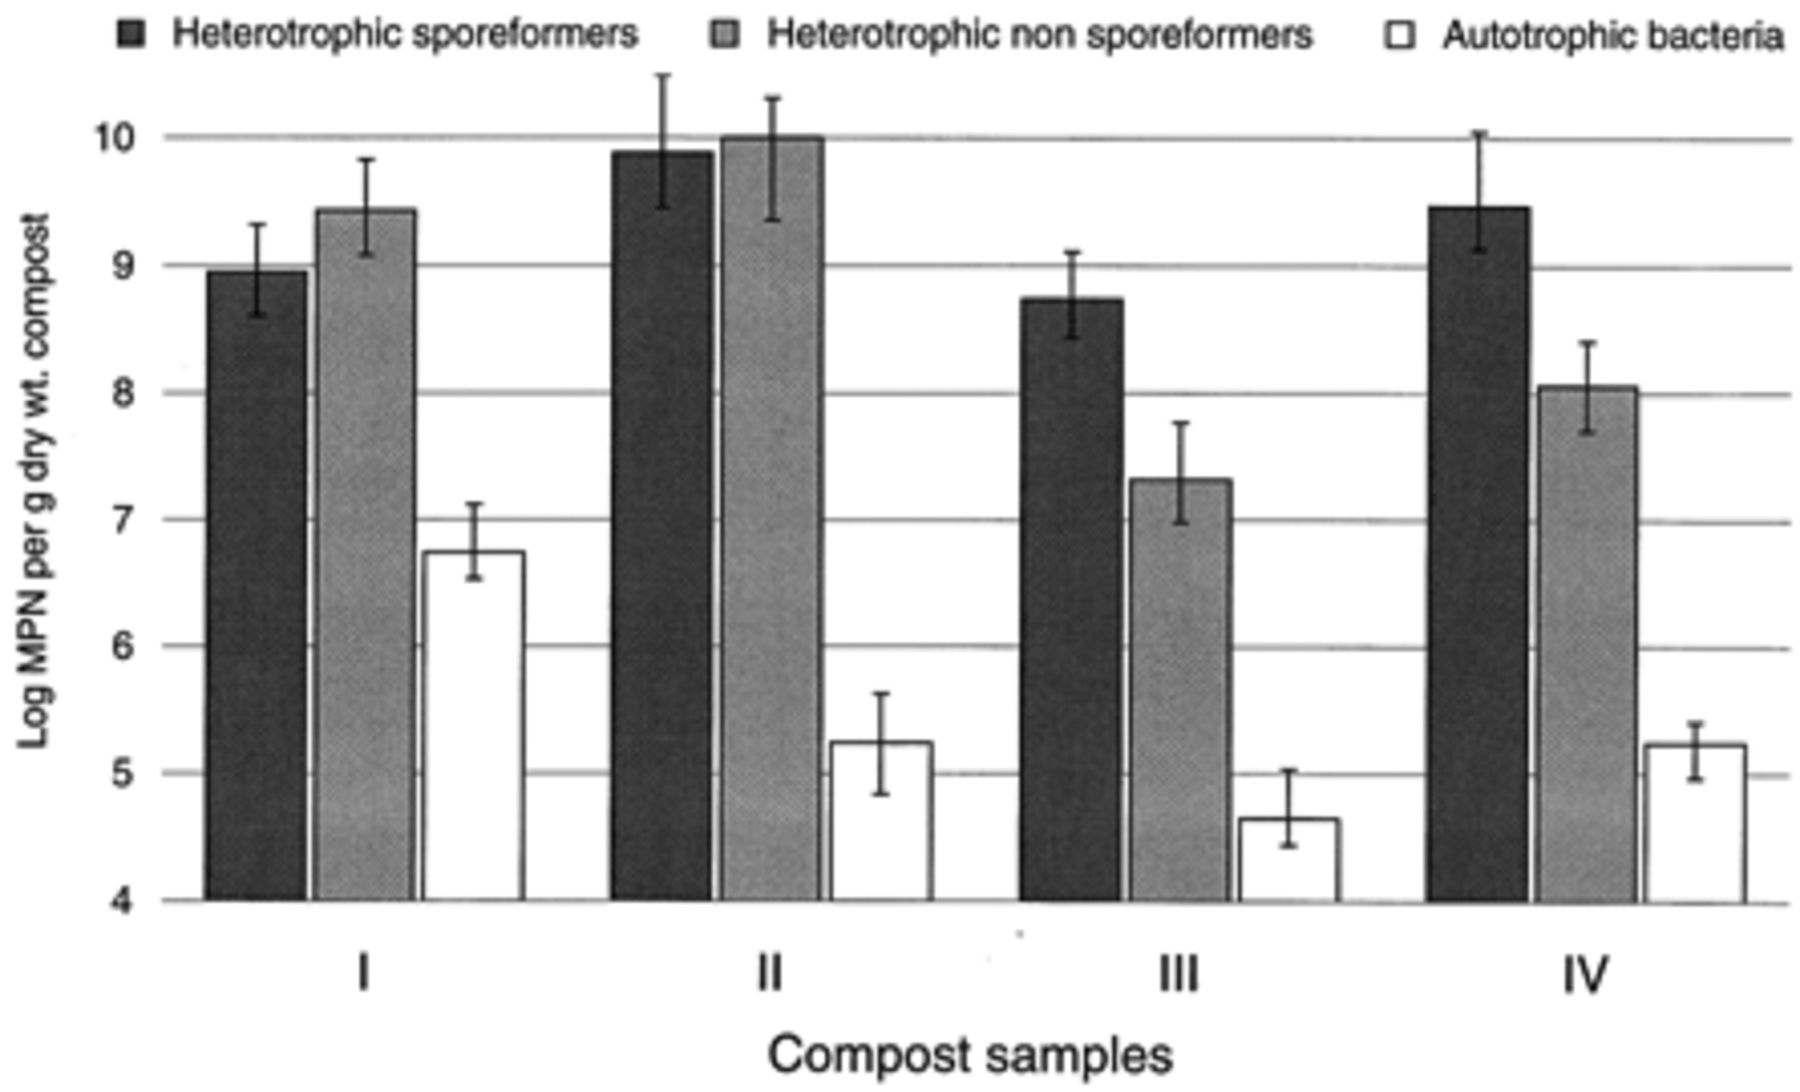 Heterotrophic sporeformers Heterotrophic non sporeformers Autotrophic bacteria
10
9
8
7
6
5
4
Log MPN per g dry wt. compost
I II III IV
Compost samples